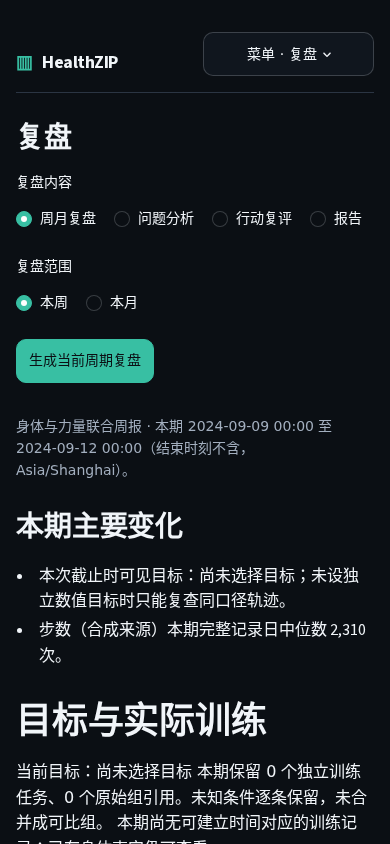 HealthZIP
菜单 · 复盘
复盘
复盘内容
周月复盘 问题分析 行动复评 报告
复盘范围
本周 本月
生成当前周期复盘
身体与力量联合周报 · 本期 2024-09-09 00:00 至
2024-09-12 00:00（结束时刻不含，
Asia/Shanghai）。
本期主要变化
本次截止时可见目标：尚未选择目标；未设独
立数值目标时只能复查同口径轨迹。
步数（合成来源）本期完整记录日中位数 2,310
次。
目标与实际训练
当前目标：尚未选择目标 本期保留 0 个独立训练
任务、0 个原始组引用。未知条件逐条保留，未合
并成可比组。 本期尚无可建立时间对应的训练记